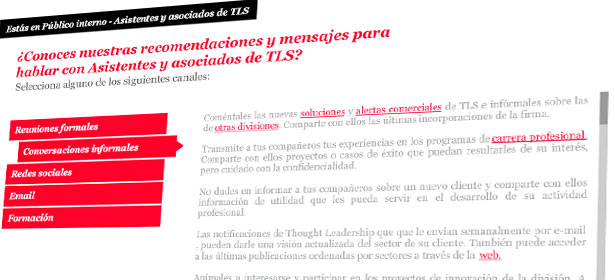 Estás en Público interno - Asistentes y asociados de TLS
¿Conoces nuestras recomendaciones y mensajes para
hablar con Asistentes y asociados de TLS?
Selecciona alguno de los siguientes canales:
Reuniones formales
Conversaciones informales
Redes sociales
Email
Formación
Coméntales las nuevas soluciones y alertas comerciales de TLS e infórmales sobre las
de otras divisiones. Comparte con ellos las últimas incorporaciones de la firma.
Transmite a tus compañeros tus experiencias en los programas de carrera profesional.
Comparte con ellos proyectos o casos de éxito que puedan resultarles de su interés,
pero cuidado con la confidencialidad.
No dudes en informar a tus compañeros sobre un nuevo cliente y comparte con ellos
información de utilidad que les pueda servir en el desarrollo de su actividad
profesional
Las notificaciones de Thought Leadership que que le envían semanalmente por e-mail
, pueden darle una visión actualizada del sector de su cliente. También puede acceder
a las últimas publicaciones ordenadas por sectores a través de la web.
Anímales a interesarse y participar en los proyectos de innovación de la división. A